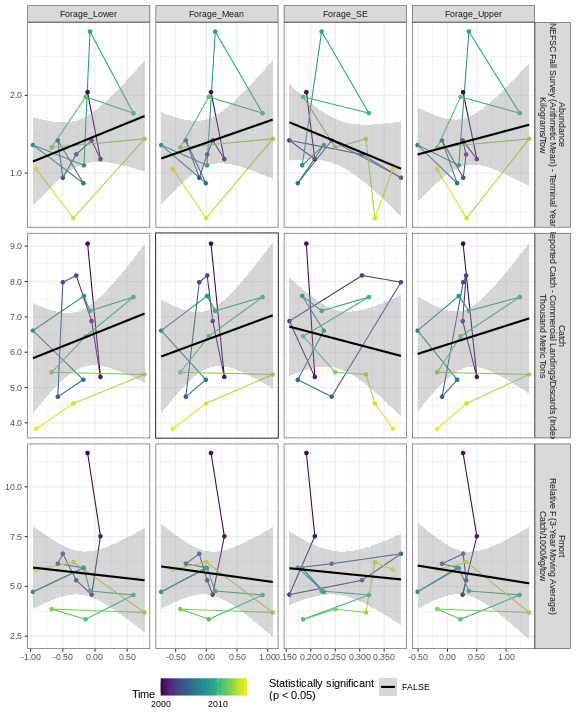 Forage_Lower Forage_Mean Forage_SE Forage_Upper
2.0
1.0
Abundance
NEFSC Fall Survey (Arithmetic Mean) - Terminal Year
Kilograms/tow
9.0
8.0
7.0
6.0
5.0
4.0
Catch
eported Catch - Commercial Landings/Discards (Index
Thousand Metric Tons
10.0
7.5
5.0
2.5
Fmort
Relative F (3-Year Moving Average)
Catch/1000/kg/tow
-1.00 -0.50 0.00 0.50 -0.50 0.00 0.50 1.00 0.150 0.200 0.250 0.300 0.350 -0.50 0.00 0.50 1.00
Time
2000 2010
Statistically significant
(p < 0.05)
FALSE